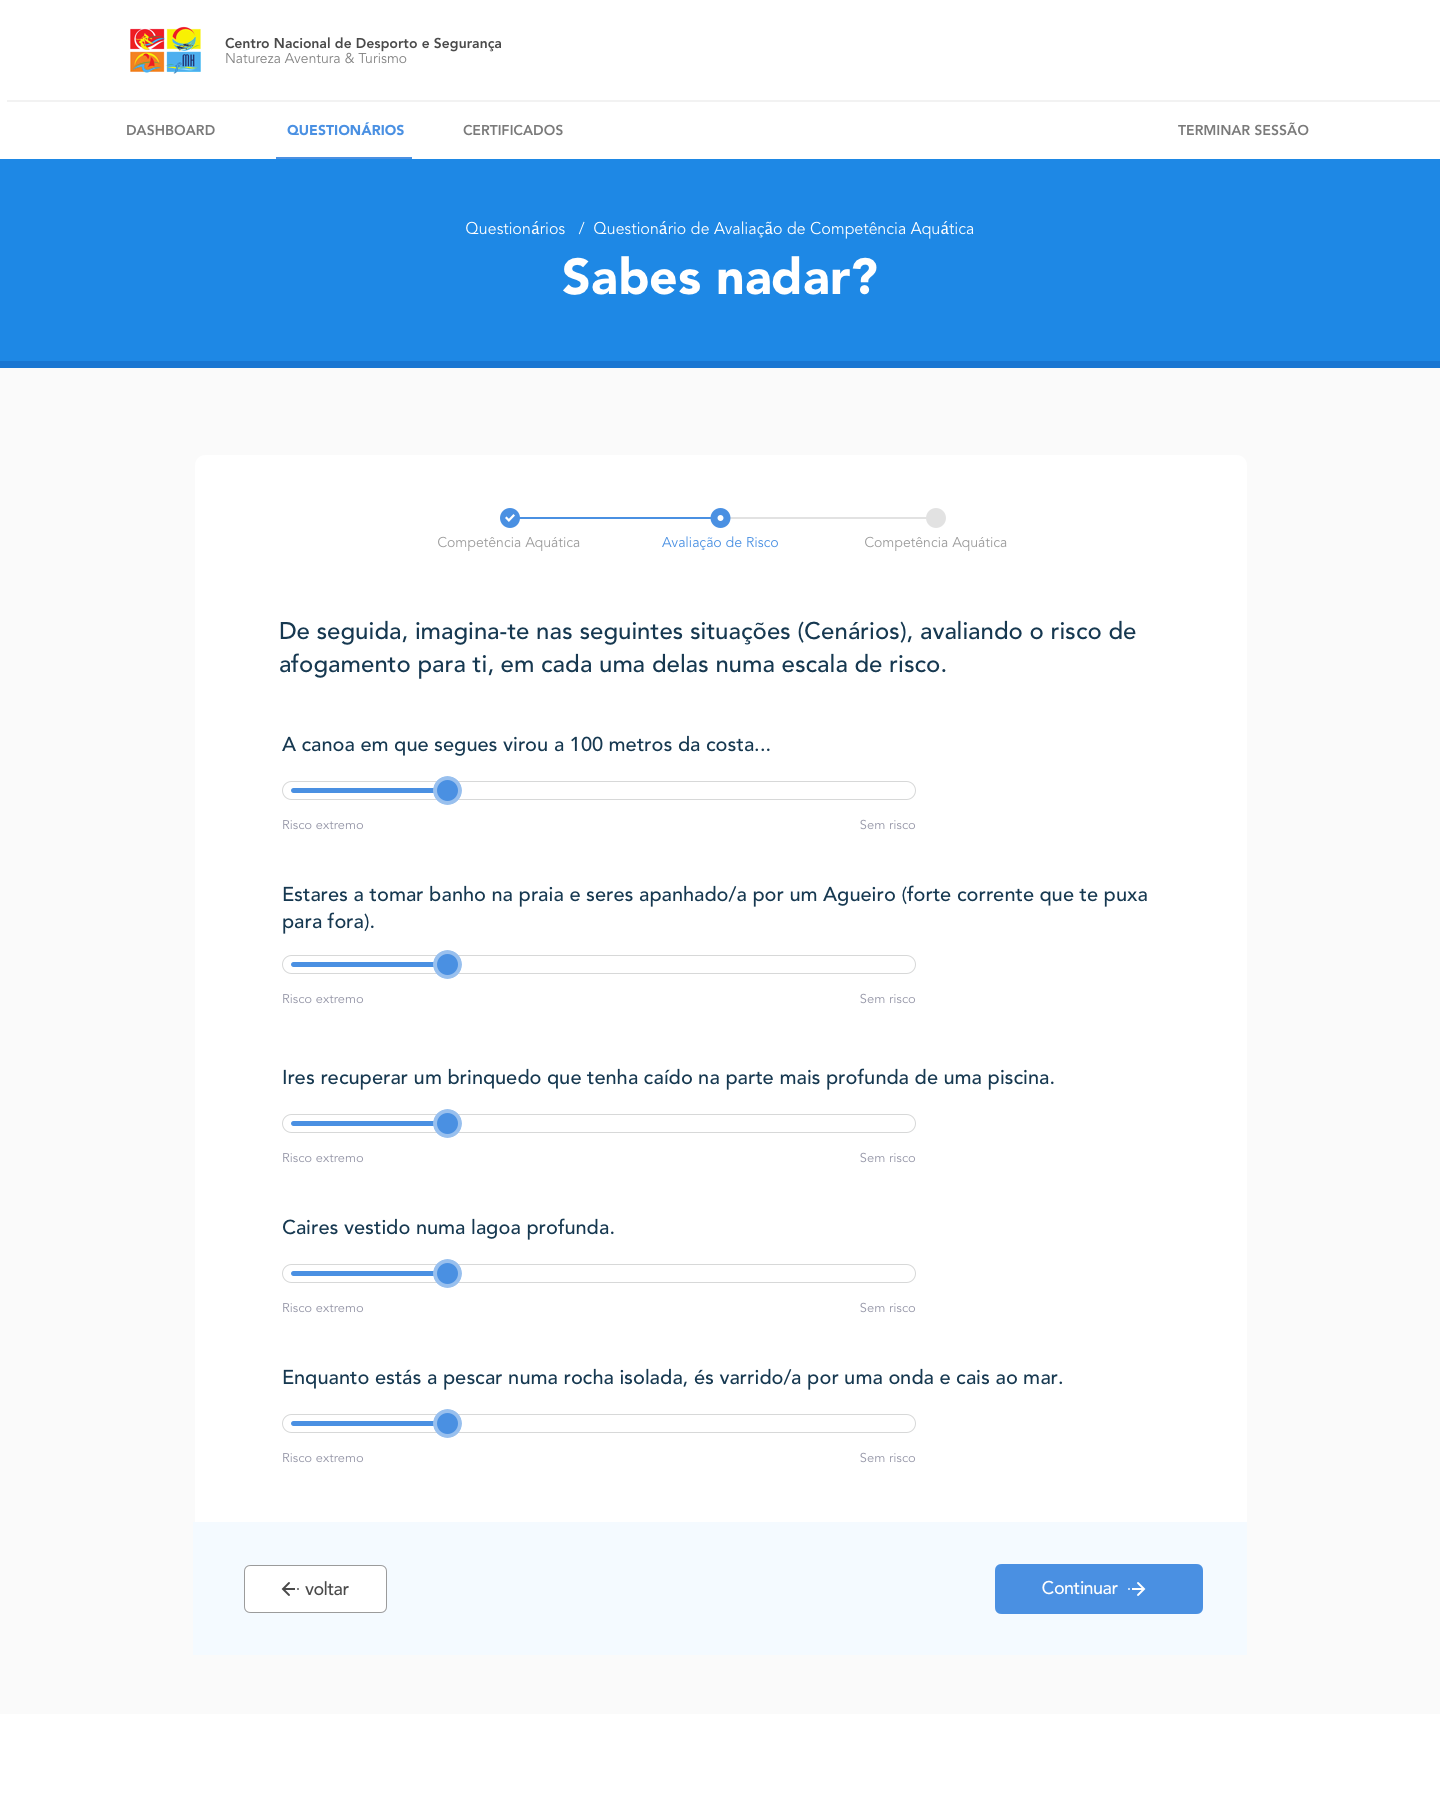 MH
Centro Nacional de Desporto e Segurança
Natureza Aventura & Turismo
DASHBOARD
QUESTIONÁRIOS
CERTIFICADOS
TERMINAR SESSÃO
Questionários / Questionário de Avaliação de Competência Aquática
Sabes nadar?
Competência Aquática
Avaliação de Risco
Competência Aquática
De seguida, imagina-te nas seguintes situações (Cenários), avaliando o risco de
afogamento para ti, em cada uma delas numa escala de risco.
A canoa em que segues virou a 100 metros da costa...
Risco extremo
Sem risco
Estares a tomar banho na praia e seres apanhado/a por um Agueiro (forte corrente que te puxa
para fora).
Risco extremo
Sem risco
Ires recuperar um brinquedo que tenha caído na parte mais profunda de uma piscina.
Risco extremo
Sem risco
Caires vestido numa lagoa profunda.
Risco extremo
Sem risco
Enquanto estás a pescar numa rocha isolada, és varrido/a por uma onda e cais ao mar.
Risco extremo
Sem risco
voltar
Continuar